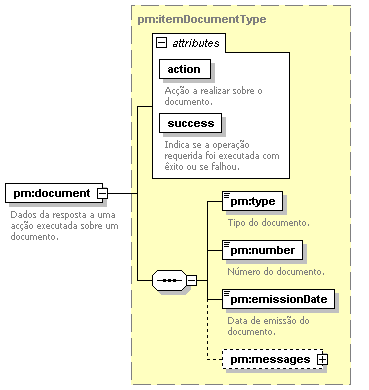 pm:itemDocumentType
attributes
action
Acção a realizar sobre o
documento.
success
Indica se a operação
requerida foi executada com
êxito ou se falhou.
pm:document
Dados da resposta a uma
acção executada sobre um
documento.
pm:type
Tipo do documento.
pm:number
Número do documento.
pm:emissionDate
Data de emissão do
documento.
pm:messages